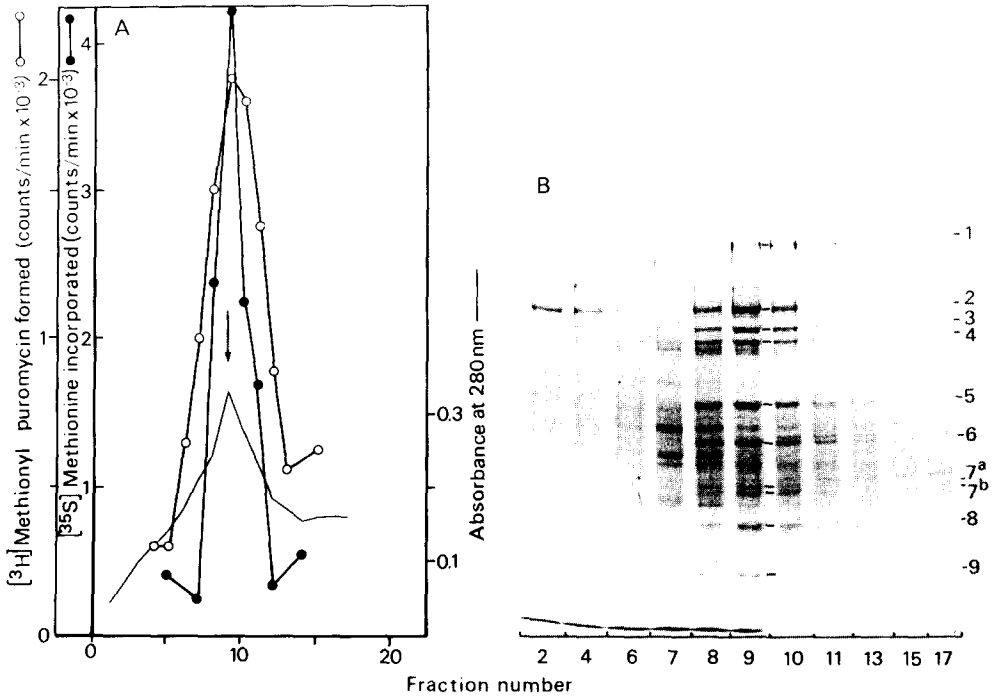 [³H]Methionyl puromycin formed (counts/min x 10⁻³)
[³⁵S] Methionine incorporated (counts/min x 10⁻³)
A
4
3
2
1
2
1
0
0.3
0.1
Absorbance at 280nm
0
10
20
B
-1
-2
-3
-4
-5
-6
-7ᵃ
-7ᵇ
-8
-9
2 4 6 7 8 9 10 11 13 15 17
Fraction number